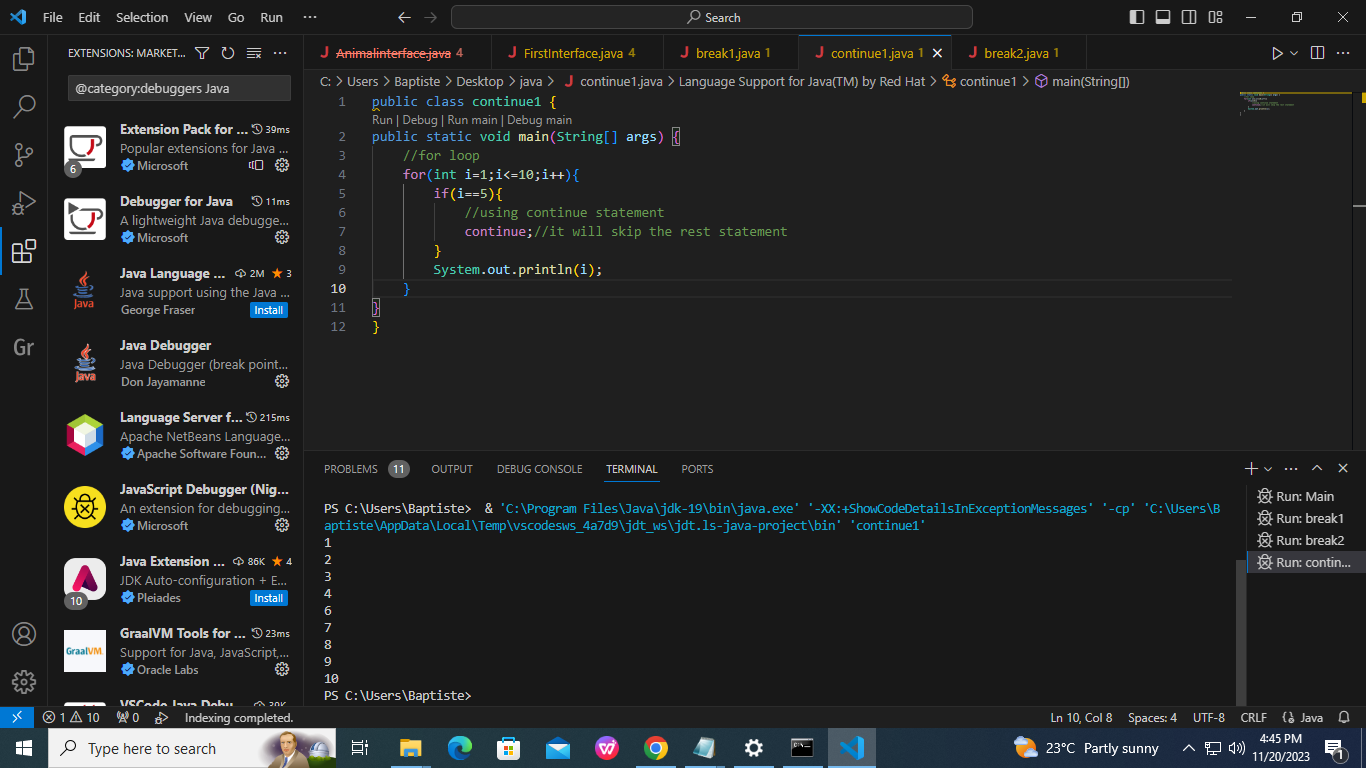 File Edit Selection View Go Run ··· Search
EXTENSIONS: MARKET...
@category:debuggers Java
Extension Pack for ... 39ms
Popular extensions for Java ...
Microsoft
6
Debugger for Java 11ms
A lightweight Java debugge...
Microsoft
Java Language ... 2M 3
Java support using the Java ...
George Fraser Install
Java
Java Debugger
Java Debugger (break point...
Don Jayamanne
Java
Language Server f... 215ms
Apache NetBeans Language...
Apache Software Foun...
JavaScript Debugger (Nig...
An extension for debugging...
Microsoft
Java Extension ... 86K 4
JDK Auto-configuration + E...
Pleiades Install
10
GraalVM Tools for ... 23ms
Support for Java, JavaScript,...
Oracle Labs
GraalVM
VSCode Java Debu... 39K
Gr
AnimalInterface.java 4 FirstInterface.java 4 break1.java 1 continue1.java 1 break2.java 1
C: > Users > Baptiste > Desktop > java > continue1.java > Language Support for Java(TM) by Red Hat > continue1 > main(String[])
1 public class continue1 {
Run | Debug | Run main | Debug main
2 public static void main(String[] args) {
3 //for loop
4 for(int i=1;i<=10;i++){
5 if(i==5){
6 //using continue statement
7 continue;//it will skip the rest statement
8 }
9 System.out.println(i);
10 }
11 }
12 }
PROBLEMS 11 OUTPUT DEBUG CONSOLE TERMINAL PORTS
PS C:\Users\Baptiste> & 'C:\Program Files\Java\jdk-19\bin\java.exe' '-XX:+ShowCodeDetailsInExceptionMessages' '-cp' 'C:\Users\B
aptiste\AppData\Local\Temp\vscodesws_4a7d9\jdt_ws\jdt.ls-java-project\bin' 'continue1'
1
2
3
4
6
7
8
9
10
PS C:\Users\Baptiste>
Run: Main
Run: break1
Run: break2
Run: contin...
1 10 0 Indexing completed. Ln 10, Col 8 Spaces: 4 UTF-8 CRLF Java
Type here to search
23°C Partly sunny
4:45 PM
11/20/2023
1